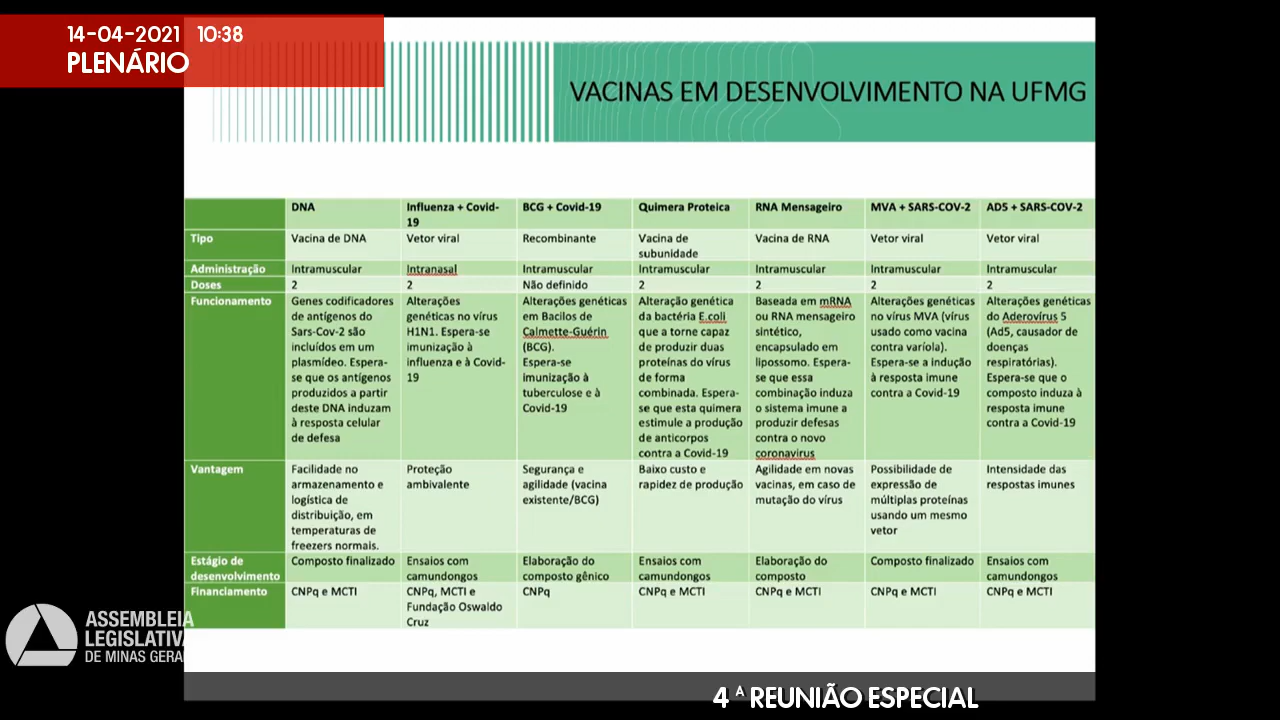 14-04-2021 10:38
PLENÁRIO
VACINAS EM DESENVOLVIMENTO NA UFMG
DNA
Influenza + Covid-
19
BCG + Covid-19
Quimera Proteica
RNA Mensageiro
MVA + SARS-COV-2
AD5 + SARS-COV-2
Tipo
Vacina de DNA
Vetor viral
Recombinante
Vacina de
subunidade
Vacina de RNA
Vetor viral
Vetor viral
Administração
Intramuscular
Intranasal
Intramuscular
Intramuscular
Intramuscular
Intramuscular
Intramuscular
Doses
2
2
Não definido
2
2
2
2
Funcionamento
Genes codificadores
de antígenos do
Sars-Cov-2 são
incluídos em um
plasmídeo. Espera-
se que os antígenos
produzidos a partir
deste DNA induzam
à resposta celular
de defesa
Alterações
genéticas no vírus
H1N1. Espera-se
imunização à
influenza e à Covid-
19
Alterações genéticas
em Bacilos de
Calmette-Guérin
(BCG).
Espera-se
imunização à
tuberculose e à
Covid-19
Alteração genética
da bactéria E.coli
que a torne capaz
de produzir duas
proteínas do vírus
de forma
combinada. Espera-
se que esta quimera
estimule a produção
de anticorpos
contra a Covid-19
Baseada em mRNA
ou RNA mensageiro
sintético,
encapsulado em
lipossomo. Espera-
se que essa
combinação induza
o sistema imune a
produzir defesas
contra o novo
coronavirus
Alterações genéticas
no vírus MVA (vírus
usado como vacina
contra varíola).
Espera-se a indução
à resposta imune
contra a Covid-19
Alterações genéticas
do Aderovírus 5
(Ad5, causador de
doenças
respiratórias).
Espera-se que o
composto induza à
resposta imune
contra a Covid-19
Vantagem
Facilidade no
armazenamento e
logística de
distribuição, em
temperaturas de
freezers normais.
Proteção
ambivalente
Segurança e
agilidade (vacina
existente/BCG)
Baixo custo e
rapidez de produção
Agilidade em novas
vacinas, em caso de
mutação do vírus
Possibilidade de
expressão de
múltiplas proteínas
usando um mesmo
vetor
Intensidade das
respostas imunes
Estágio de
desenvolvimento
Composto finalizado
Ensaios com
camundongos
Elaboração do
composto gênico
Ensaios com
camundongos
Elaboração do
composto
Composto finalizado
Ensaios com
camundongos
Financiamento
CNPq e MCTI
CNPq, MCTI e
Fundação Oswaldo
Cruz
CNPq
CNPq e MCTI
CNPq e MCTI
CNPq e MCTI
CNPq e MCTI
ASSEMBLEIA
LEGISLATIVA
DE MINAS GERAI
4ª REUNIÃO ESPECIAL